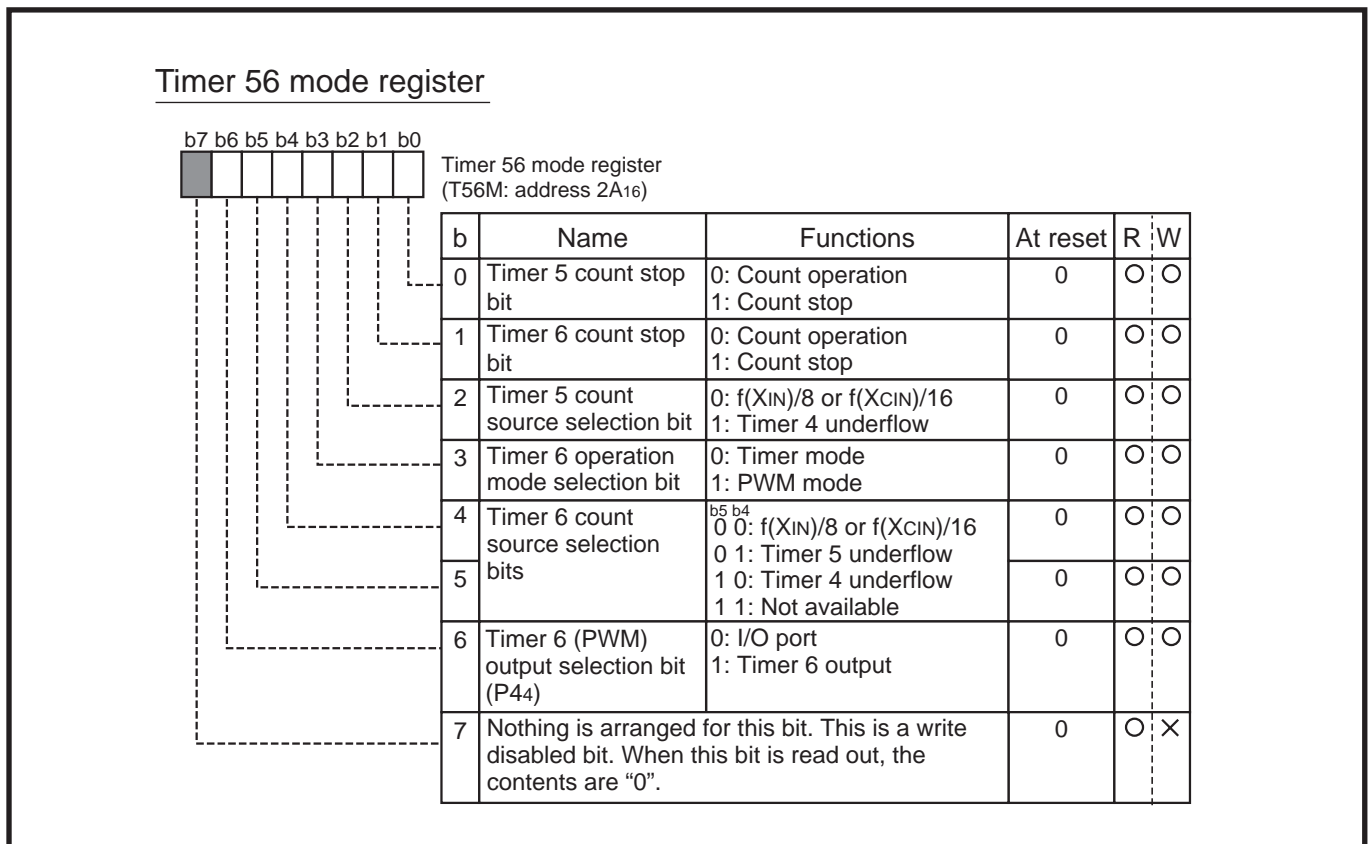 Timer 56 mode register
b7 b6 b5 b4 b3 b2 b1 b0
Timer 56 mode register
(T56M: address 2A16)
b Name Functions At reset R W
0 Timer 5 count stop bit 0: Count operation 0 O O
1: Count stop
1 Timer 6 count stop bit 0: Count operation 0 O O
1: Count stop
2 Timer 5 count source selection bit 0: f(XIN)/8 or f(XCIN)/16 0 O O
1: Timer 4 underflow
3 Timer 6 operation mode selection bit 0: Timer mode 0 O O
1: PWM mode
4 Timer 6 count source selection bits b5 b4 0 O O
0 0: f(XIN)/8 or f(XCIN)/16
0 1: Timer 5 underflow
5 1 0: Timer 4 underflow 0 O O
1 1: Not available
6 Timer 6 (PWM) output selection bit (P44) 0: I/O port 0 O O
1: Timer 6 output
7 Nothing is arranged for this bit. This is a write 0 O ×
disabled bit. When this bit is read out, the
contents are “0”.